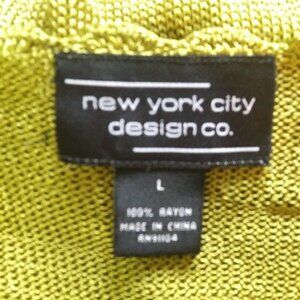 new york city
design co.
L
100% RAYON
MADE IN CHINA
RN91104